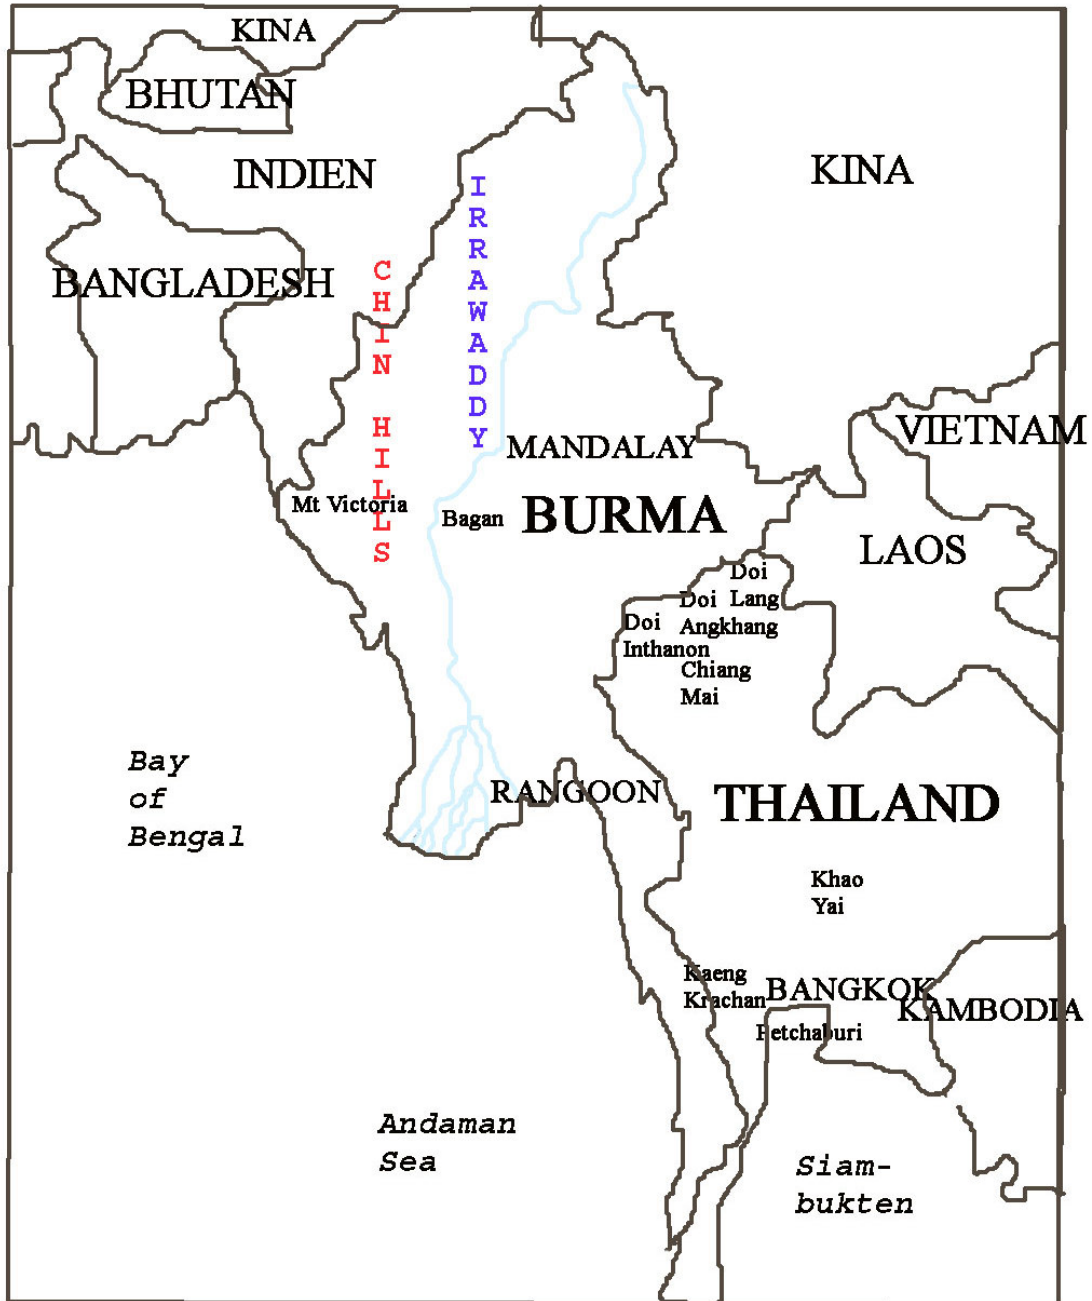 KINA
BHUTAN
INDIEN
KINA
IRRAWADDY
BANGLADESH
CHIN HILLS
VIETNAM
MANDALAY
Mt Victoria
Bagan
BURMA
LAOS
Doi
Lang
Doi
Angkhang
Doi
Inthanon
Chiang
Mai
Bay
of
Bengal
RANGOON
THAILAND
Khao
Yai
Kaeng
Krachan
BANGKOK
KAMBODIA
Petchaburi
Andaman
Sea
Siam-
bukten